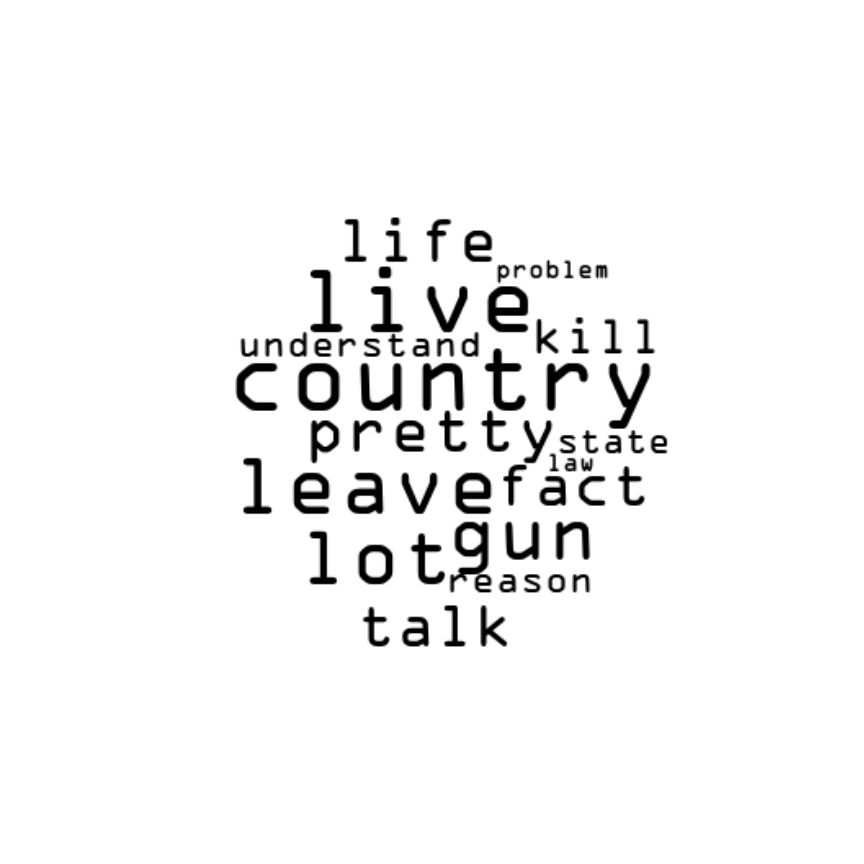 life
problem
live
kill
understand
country
pretty
state
law
leave
fact
gun
lot
reason
talk